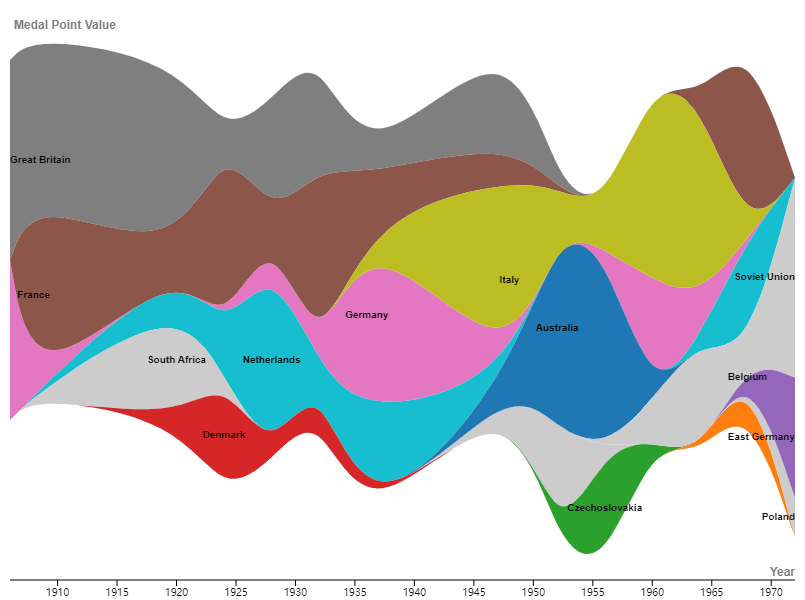 Medal Point Value
Great Britain
France
Italy
Soviet Union
Germany
Australia
South Africa
Netherlands
Belgium
Denmark
East Germany
Czechoslovakia
Poland
Year
1910 1915 1920 1925 1930 1935 1940 1945 1950 1955 1960 1965 1970